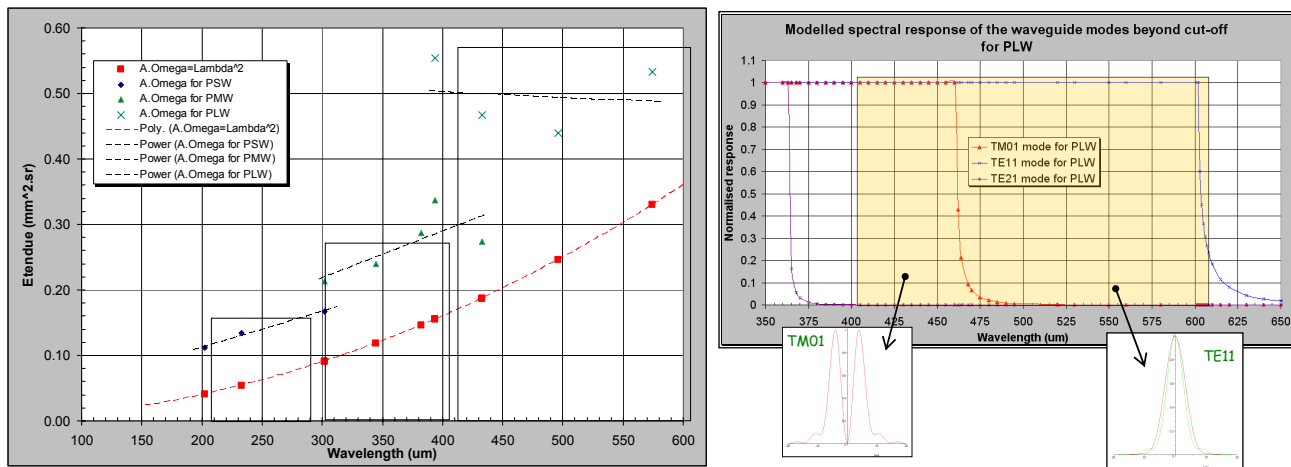 0.60
0.50
0.40
0.30
0.20
0.10
0.00
Etendue (mm^2.sr)
A.Omega=Lambda^2
A.Omega for PSW
A.Omega for PMW
A.Omega for PLW
Poly. (A.Omega=Lambda^2)
Power (A.Omega for PSW)
Power (A.Omega for PMW)
Power (A.Omega for PLW)
100 150 200 250 300 350 400 450 500 550 600
Wavelength (um)
Modelled spectral response of the waveguide modes beyond cut-off
for PLW
1.1
1
0.9
0.8
0.7
0.6
0.5
0.4
0.3
0.2
0.1
0
Normalised response
TM01 mode for PLW
TE11 mode for PLW
TE21 mode for PLW
350 375 400 425 450 475 500 525 550 575 600 625 650
Wavelength (um)
TM01
TE11